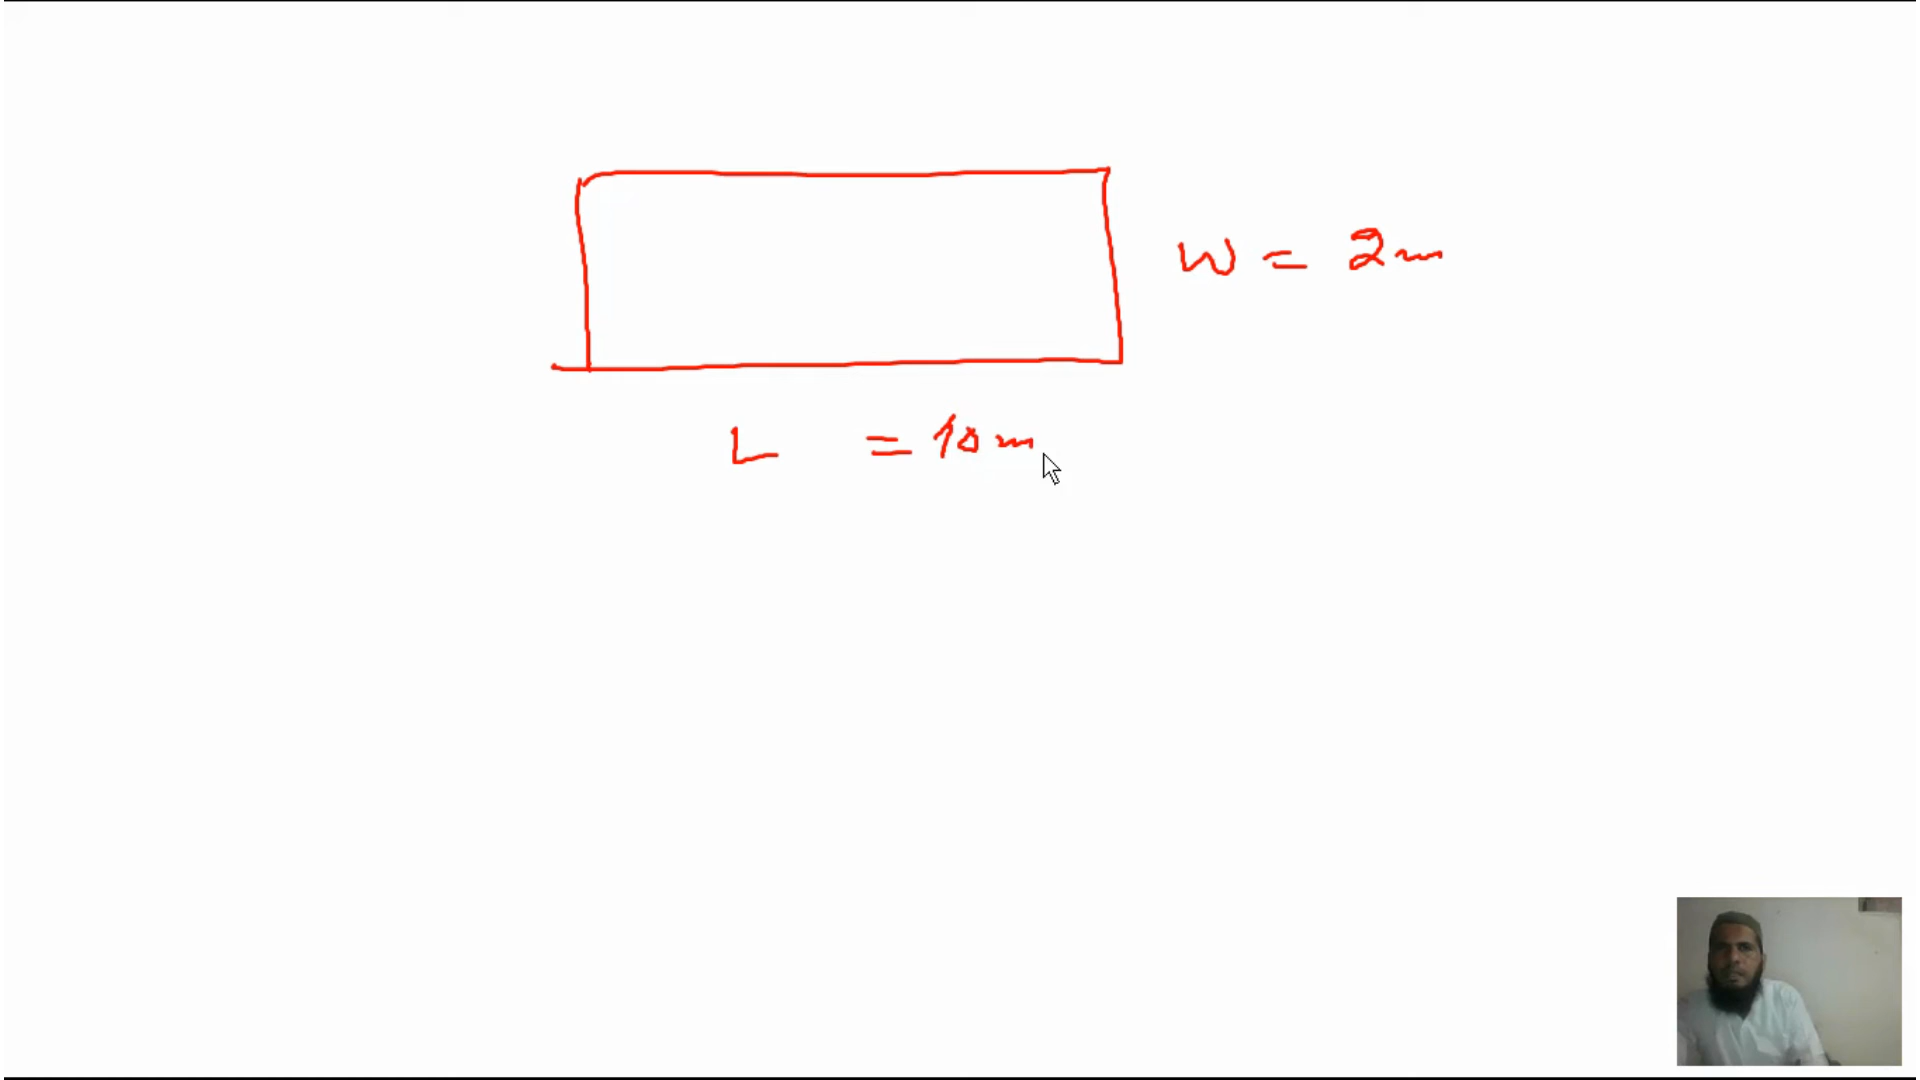 W = 2m
L = 10m